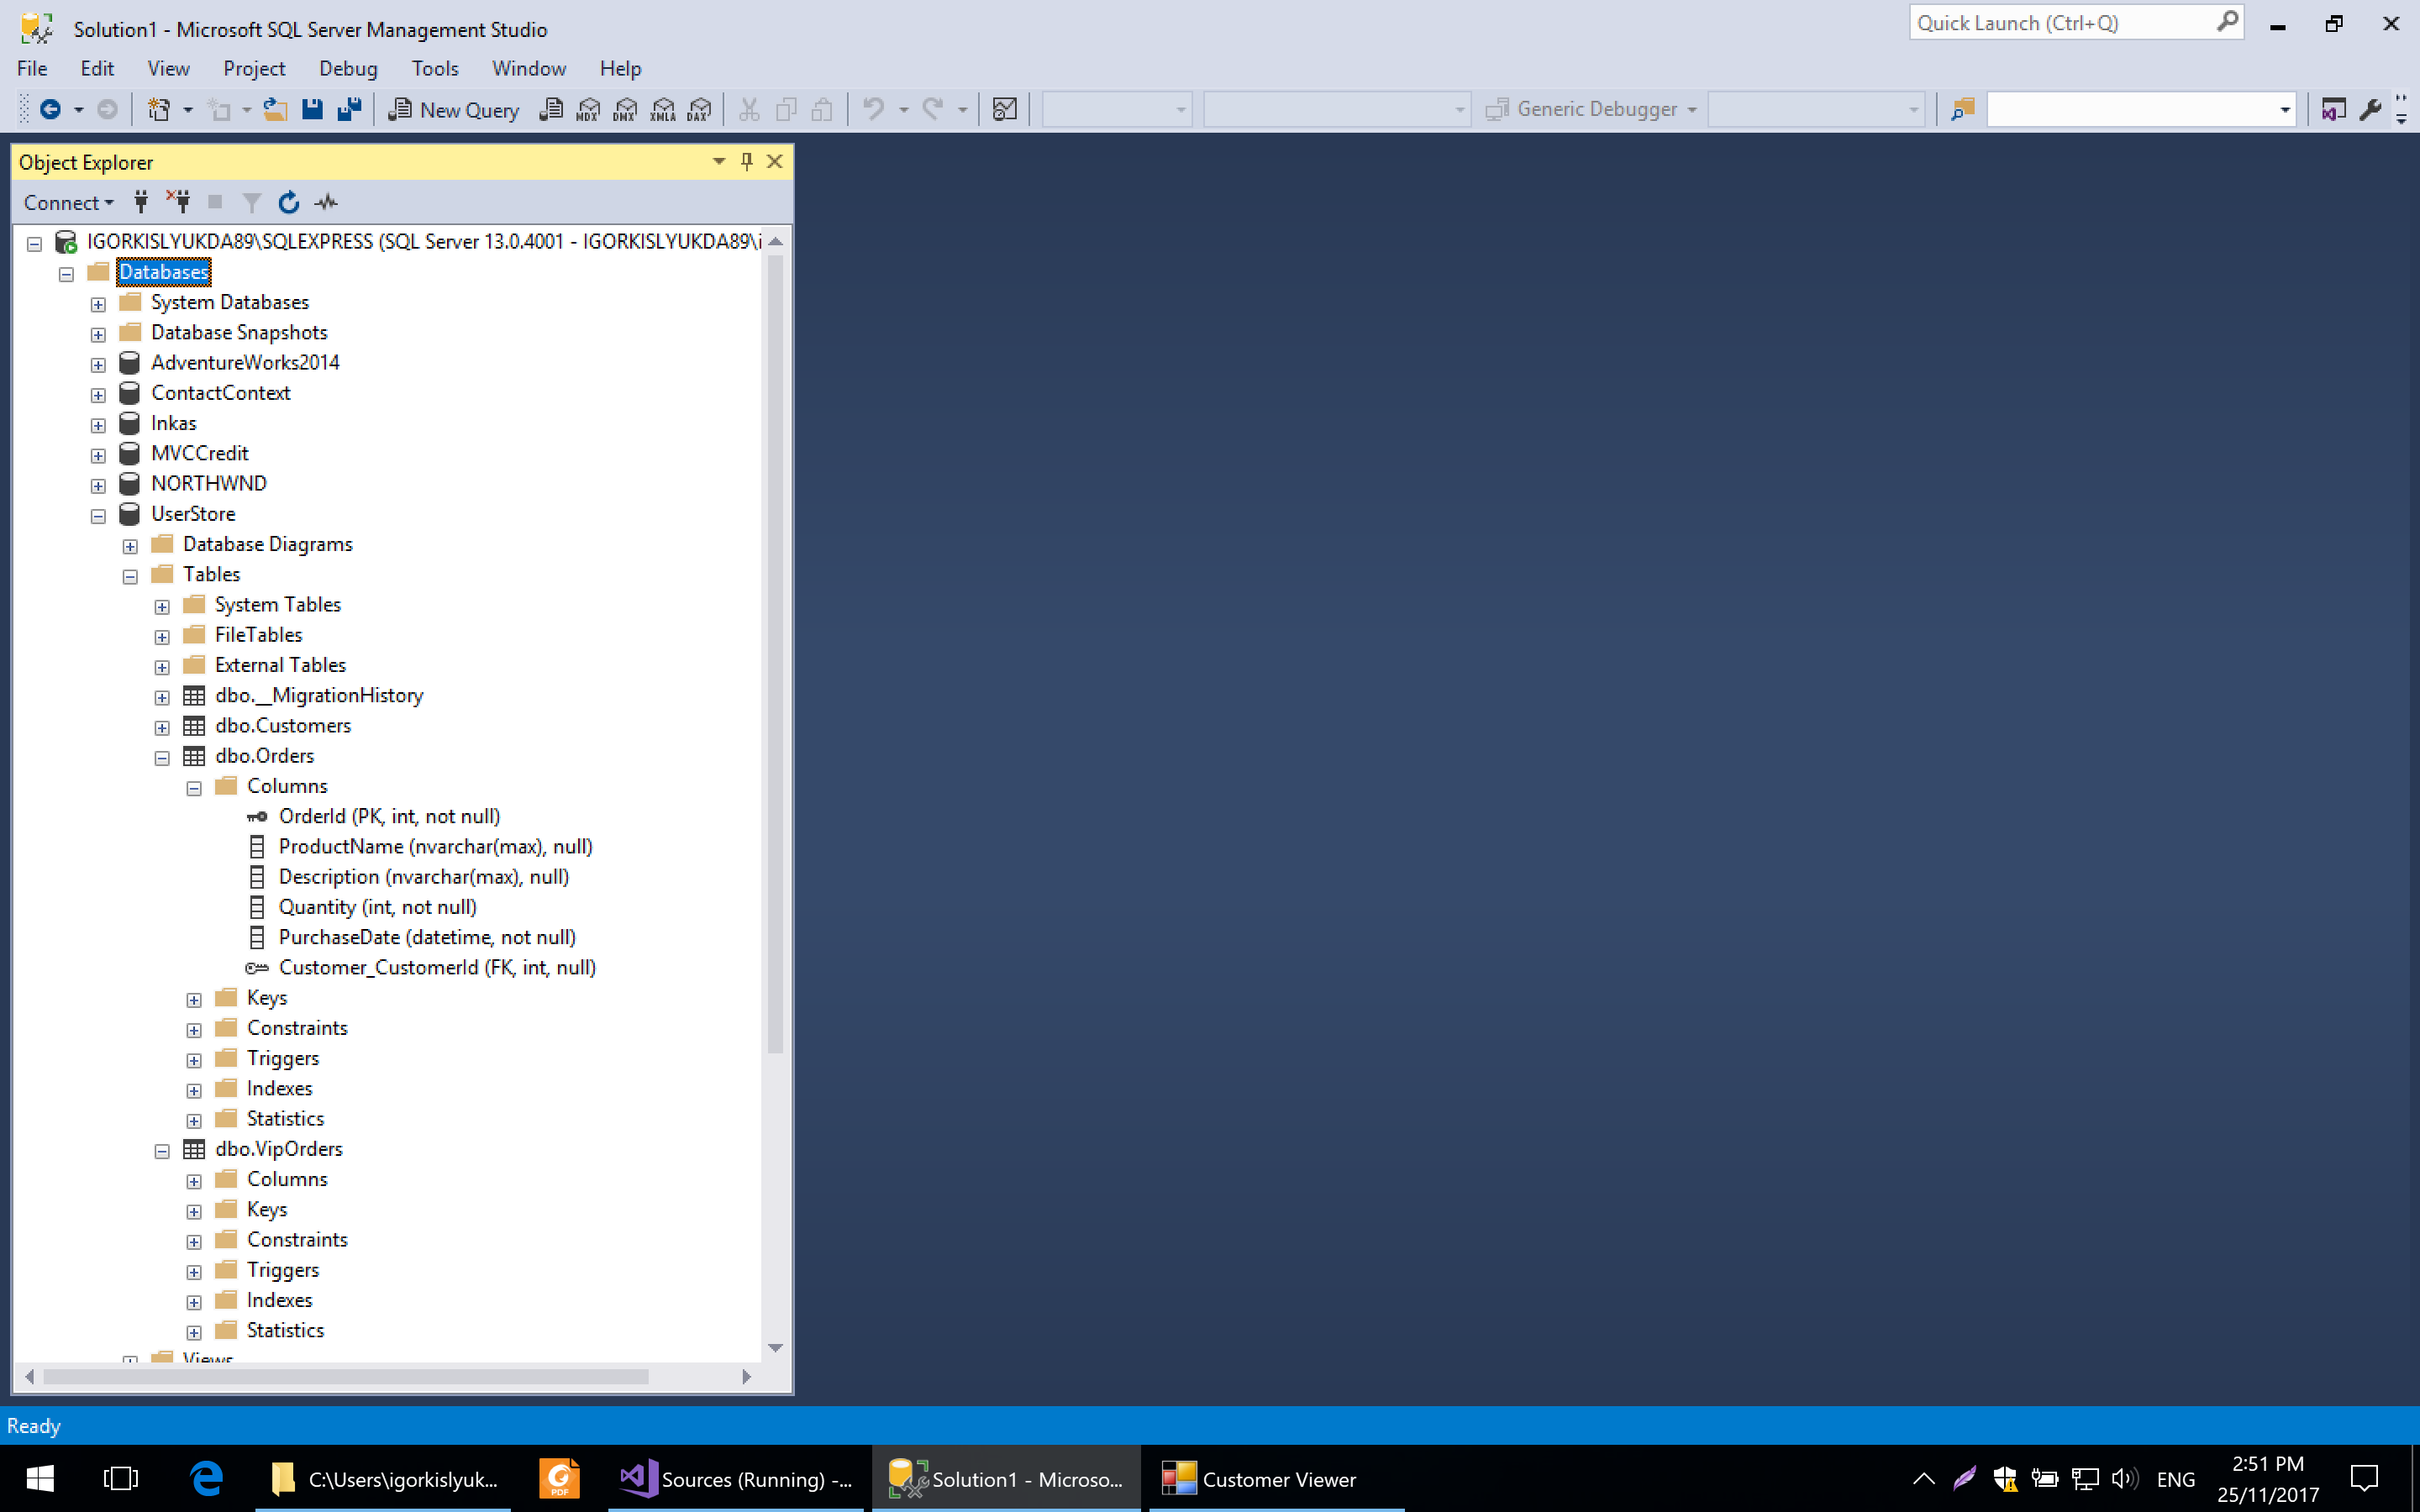 Solution1 - Microsoft SQL Server Management Studio
Quick Launch (Ctrl+Q)
File Edit View Project Debug Tools Window Help
New Query MDX DMX XMLA DAX Generic Debugger
Object Explorer
Connect
IGORKISLYUKDA89\SQLEXPRESS (SQL Server 13.0.4001 - IGORKISLYUKDA89\i
Databases
System Databases
Database Snapshots
AdventureWorks2014
ContactContext
Inkas
MVCCredit
NORTHWND
UserStore
Database Diagrams
Tables
System Tables
FileTables
External Tables
dbo.__MigrationHistory
dbo.Customers
dbo.Orders
Columns
OrderId (PK, int, not null)
ProductName (nvarchar(max), null)
Description (nvarchar(max), null)
Quantity (int, not null)
PurchaseDate (datetime, not null)
Customer_CustomerId (FK, int, null)
Keys
Constraints
Triggers
Indexes
Statistics
dbo.VipOrders
Columns
Keys
Constraints
Triggers
Indexes
Statistics
Views
Ready
C:\Users\igorkislyuk... PDF Sources (Running) -... Solution1 - Microso... Customer Viewer ENG 2:51 PM
25/11/2017